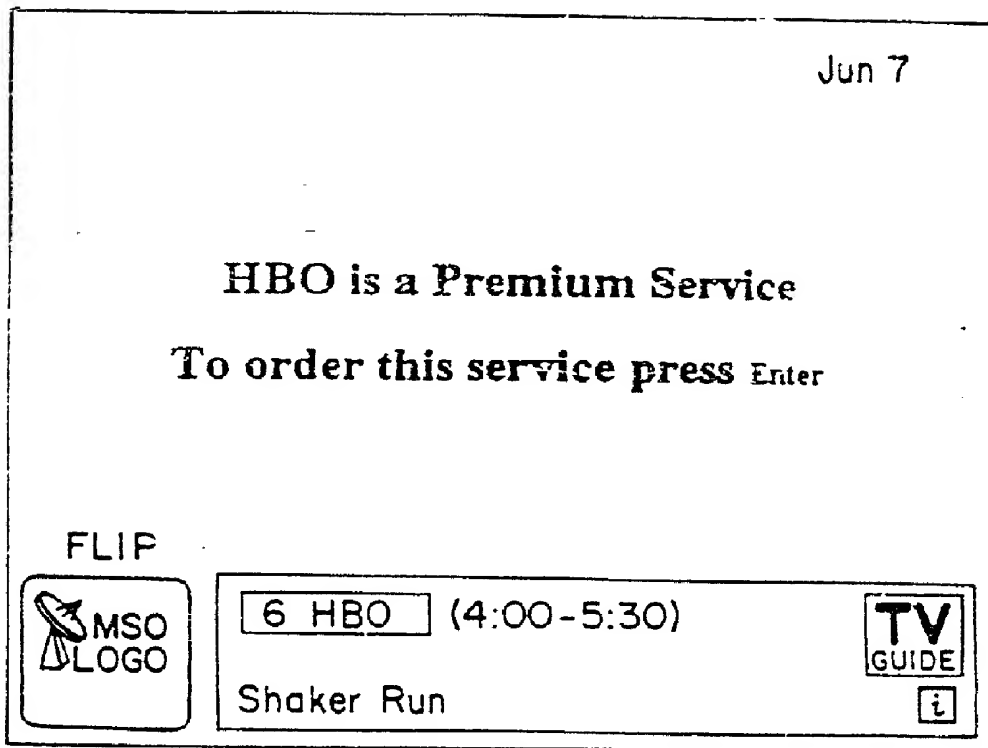 Jun 7
HBO is a Premium Service
To order this service press Enter
FLIP
MSO
LOGO
6 HBO (4:00-5:30)
TV
GUIDE
Shaker Run
i